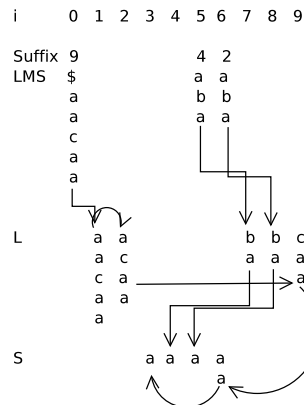 i 0 1 2 3 4 5 6 7 8 9
Suffix 9 4 2
LMS $ a a
a b b
a a a
c
a
a
L a a b b c
a c a a a
c a a
a a
a
S a a a a
a